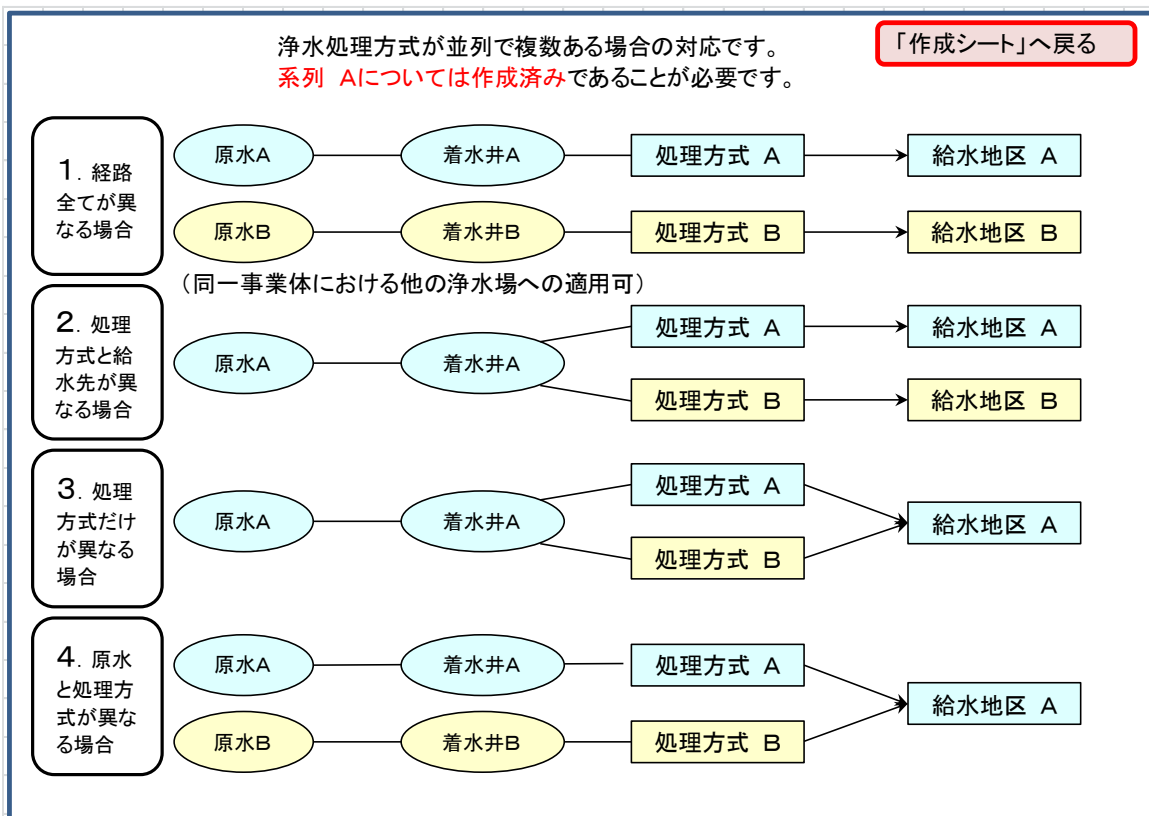 浄水処理方式が並列で複数ある場合の対応です。
系列 Aについては作成済みであることが必要です。
「作成シート」へ戻る
1. 経路
全てが異
なる場合
原水A
着水井A
処理方式 A
給水地区 A
原水B
着水井B
処理方式 B
給水地区 B
（同一事業体における他の浄水場への適用可）
2. 処理
方式と給
水先が異
なる場合
原水A
着水井A
処理方式 A
給水地区 A
処理方式 B
給水地区 B
3. 処理
方式だけ
が異なる
場合
原水A
着水井A
処理方式 A
処理方式 B
給水地区 A
4. 原水
と処理方
式が異な
る場合
原水A
着水井A
処理方式 A
原水B
着水井B
処理方式 B
給水地区 A